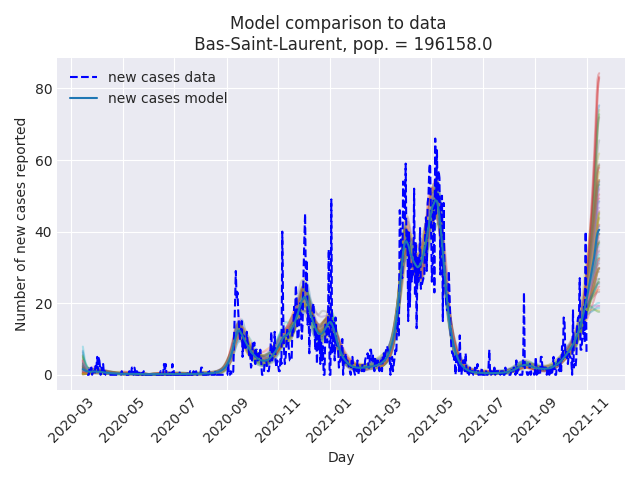 Model comparison to data
Bas-Saint-Laurent, pop. = 196158.0
new cases data
new cases model
Number of new cases reported
80
60
40
20
0
2020-03
2020-05
2020-07
2020-09
2020-11
2021-01
2021-03
2021-05
2021-07
2021-09
2021-11
Day